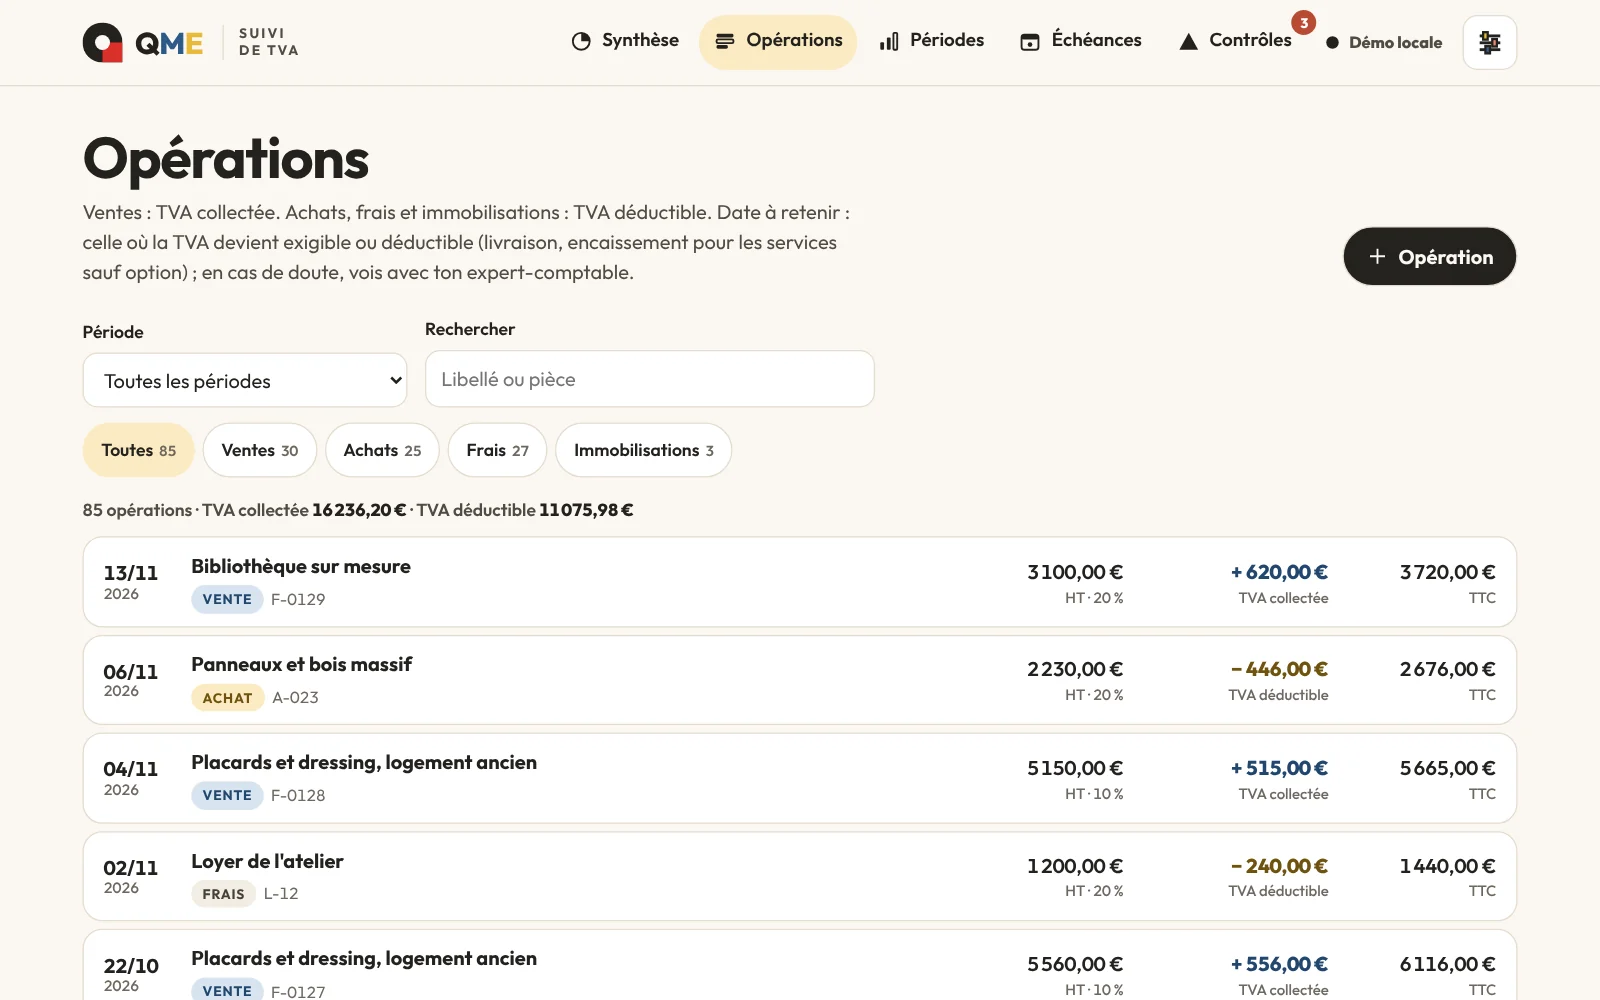 QME
SUIVI
DE TVA
Synthèse
Opérations
Périodes
Échéances
Contrôles
3
Démo locale
Opérations
Ventes : TVA collectée. Achats, frais et immobilisations : TVA déductible. Date à retenir :
celle où la TVA devient exigible ou déductible (livraison, encaissement pour les services
sauf option) ; en cas de doute, vois avec ton expert-comptable.
+ Opération
Période
Toutes les périodes
Rechercher
Libellé ou pièce
Toutes 85
Ventes 30
Achats 25
Frais 27
Immobilisations 3
85 opérations · TVA collectée 16 236,20 € · TVA déductible 11 075,98 €
13/11
2026
Bibliothèque sur mesure
VENTE F-0129
3 100,00 €
HT · 20 %
+ 620,00 €
TVA collectée
3 720,00 €
TTC
06/11
2026
Panneaux et bois massif
ACHAT A-023
2 230,00 €
HT · 20 %
− 446,00 €
TVA déductible
2 676,00 €
TTC
04/11
2026
Placards et dressing, logement ancien
VENTE F-0128
5 150,00 €
HT · 10 %
+ 515,00 €
TVA collectée
5 665,00 €
TTC
02/11
2026
Loyer de l'atelier
FRAIS L-12
1 200,00 €
HT · 20 %
− 240,00 €
TVA déductible
1 440,00 €
TTC
22/10
2026
Placards et dressing, logement ancien
VENTE F-0127
5 560,00 €
HT · 10 %
+ 556,00 €
TVA collectée
6 116,00 €
TTC